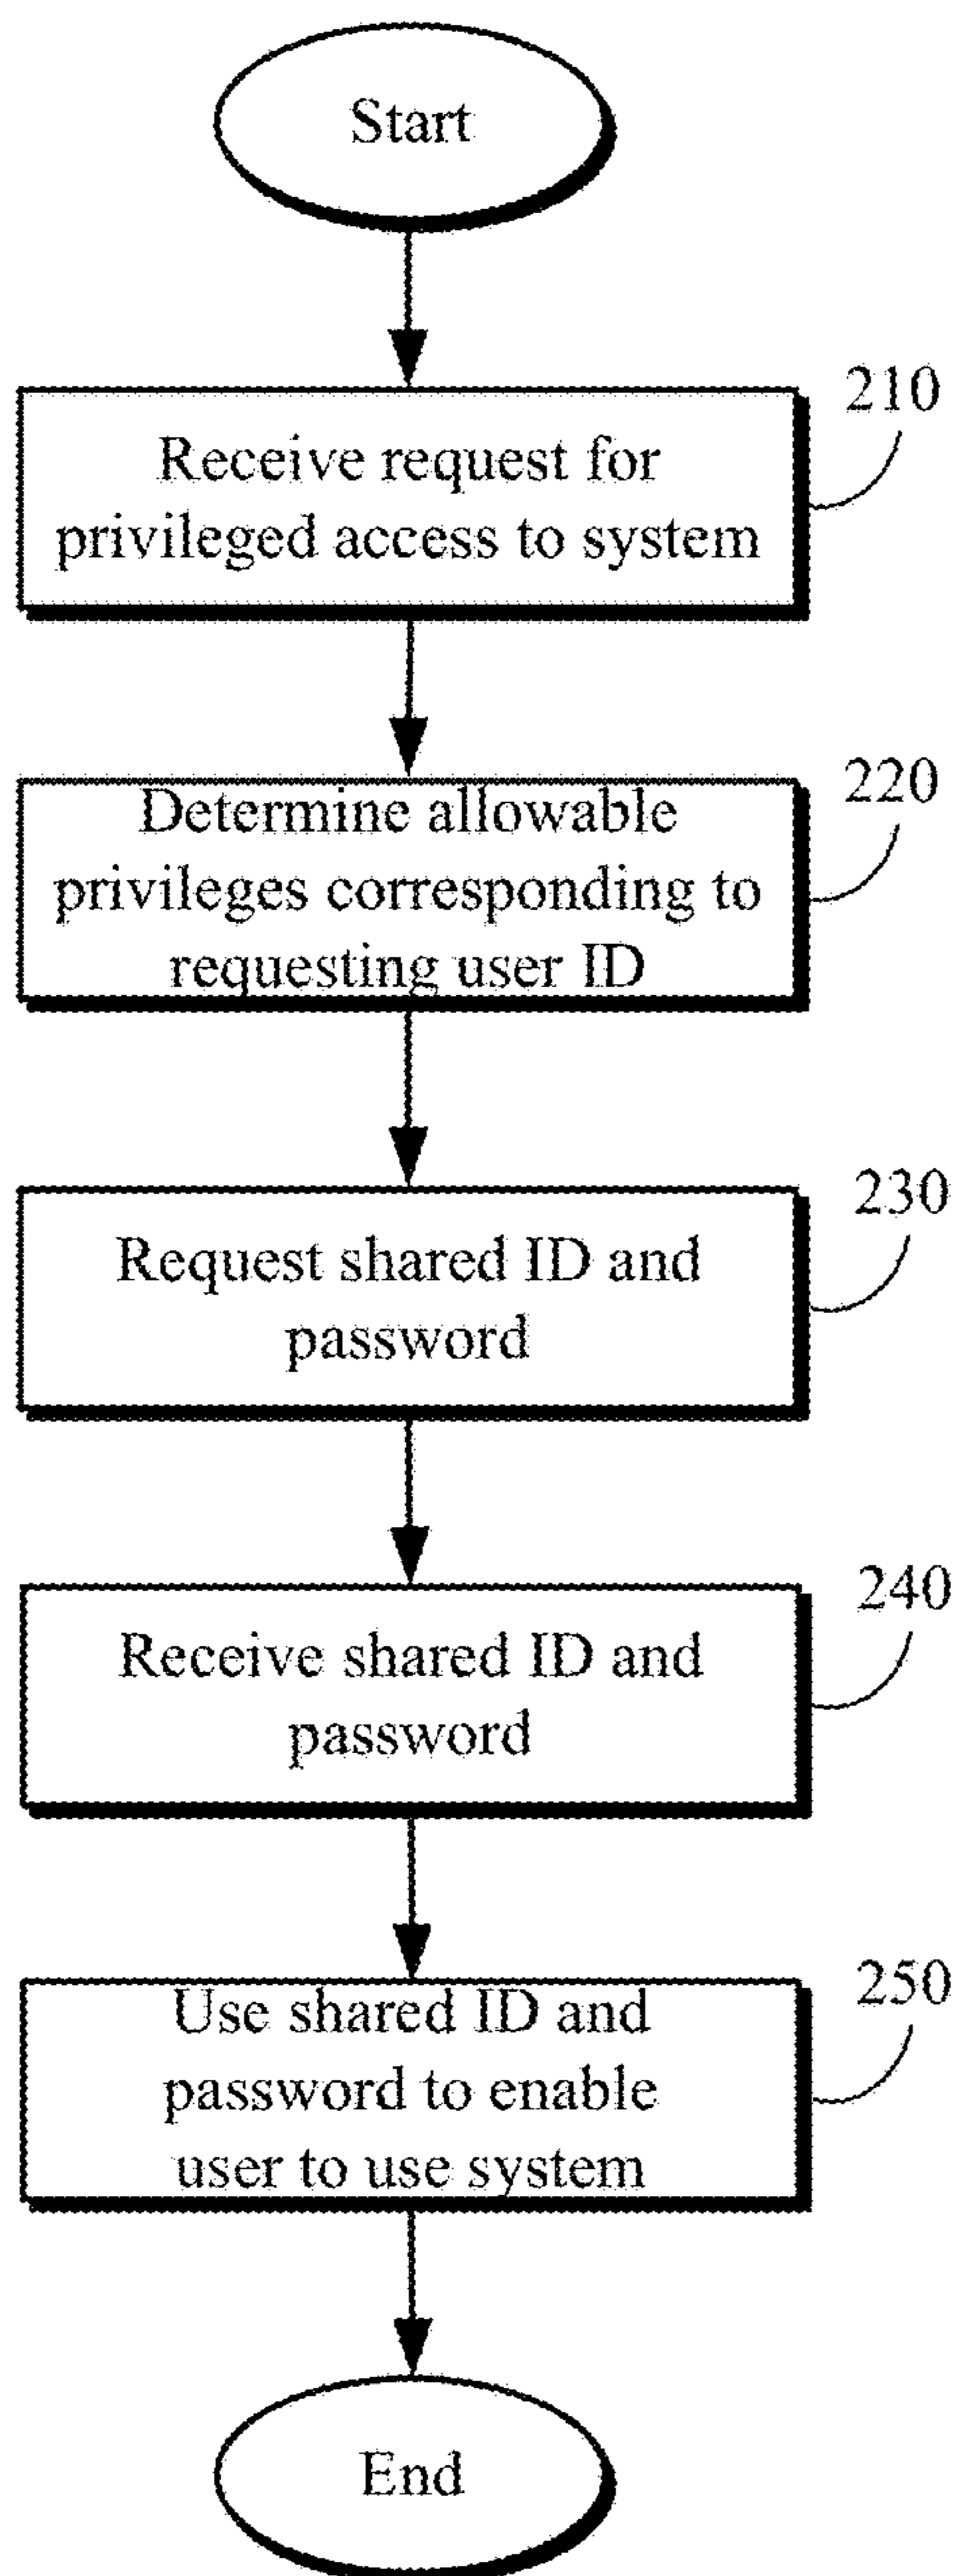 Start
210
Receive request for
privileged access to system
220
Determine allowable
privileges corresponding to
requesting user ID
230
Request shared ID and
password
240
Receive shared ID and
password
250
Use shared ID and
password to enable
user to use system
End